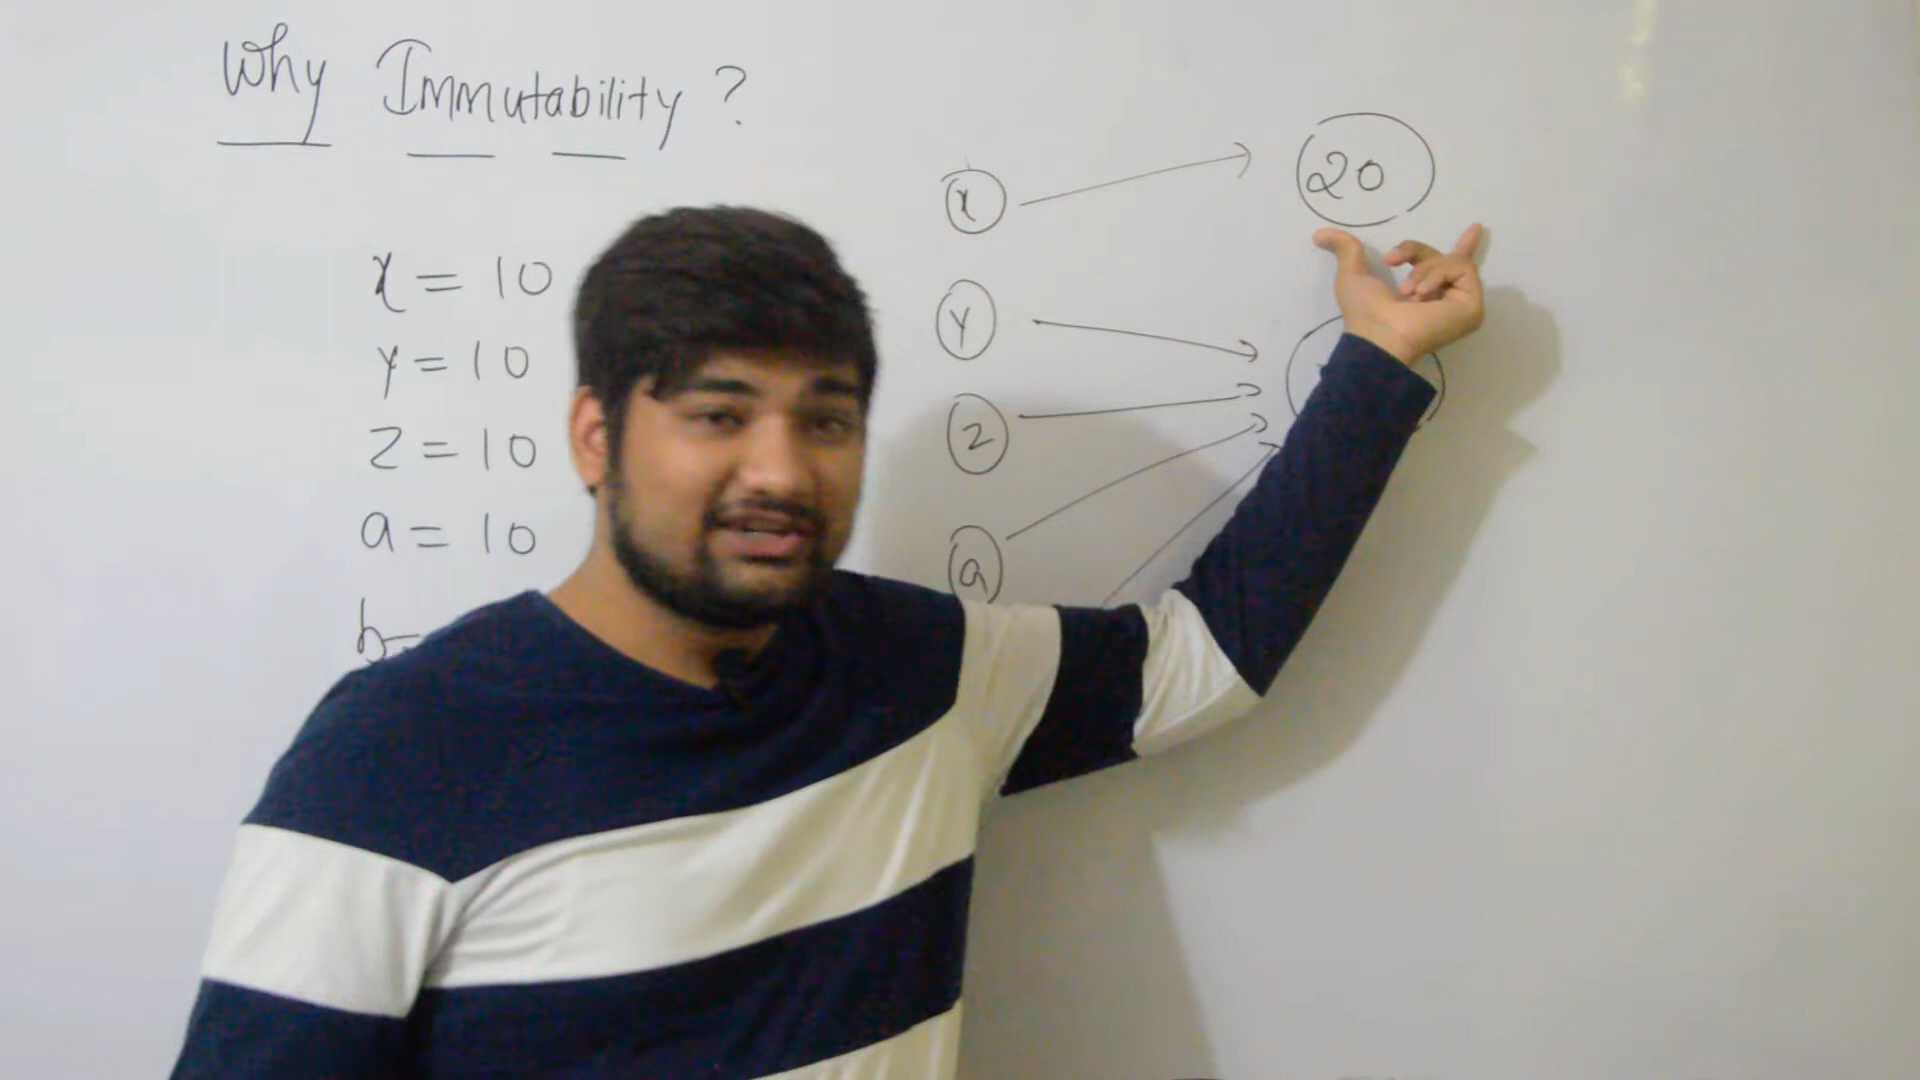 Why Immutability ?
x = 10
y = 10
z = 10
a = 10
b =
x
20
y
z
a